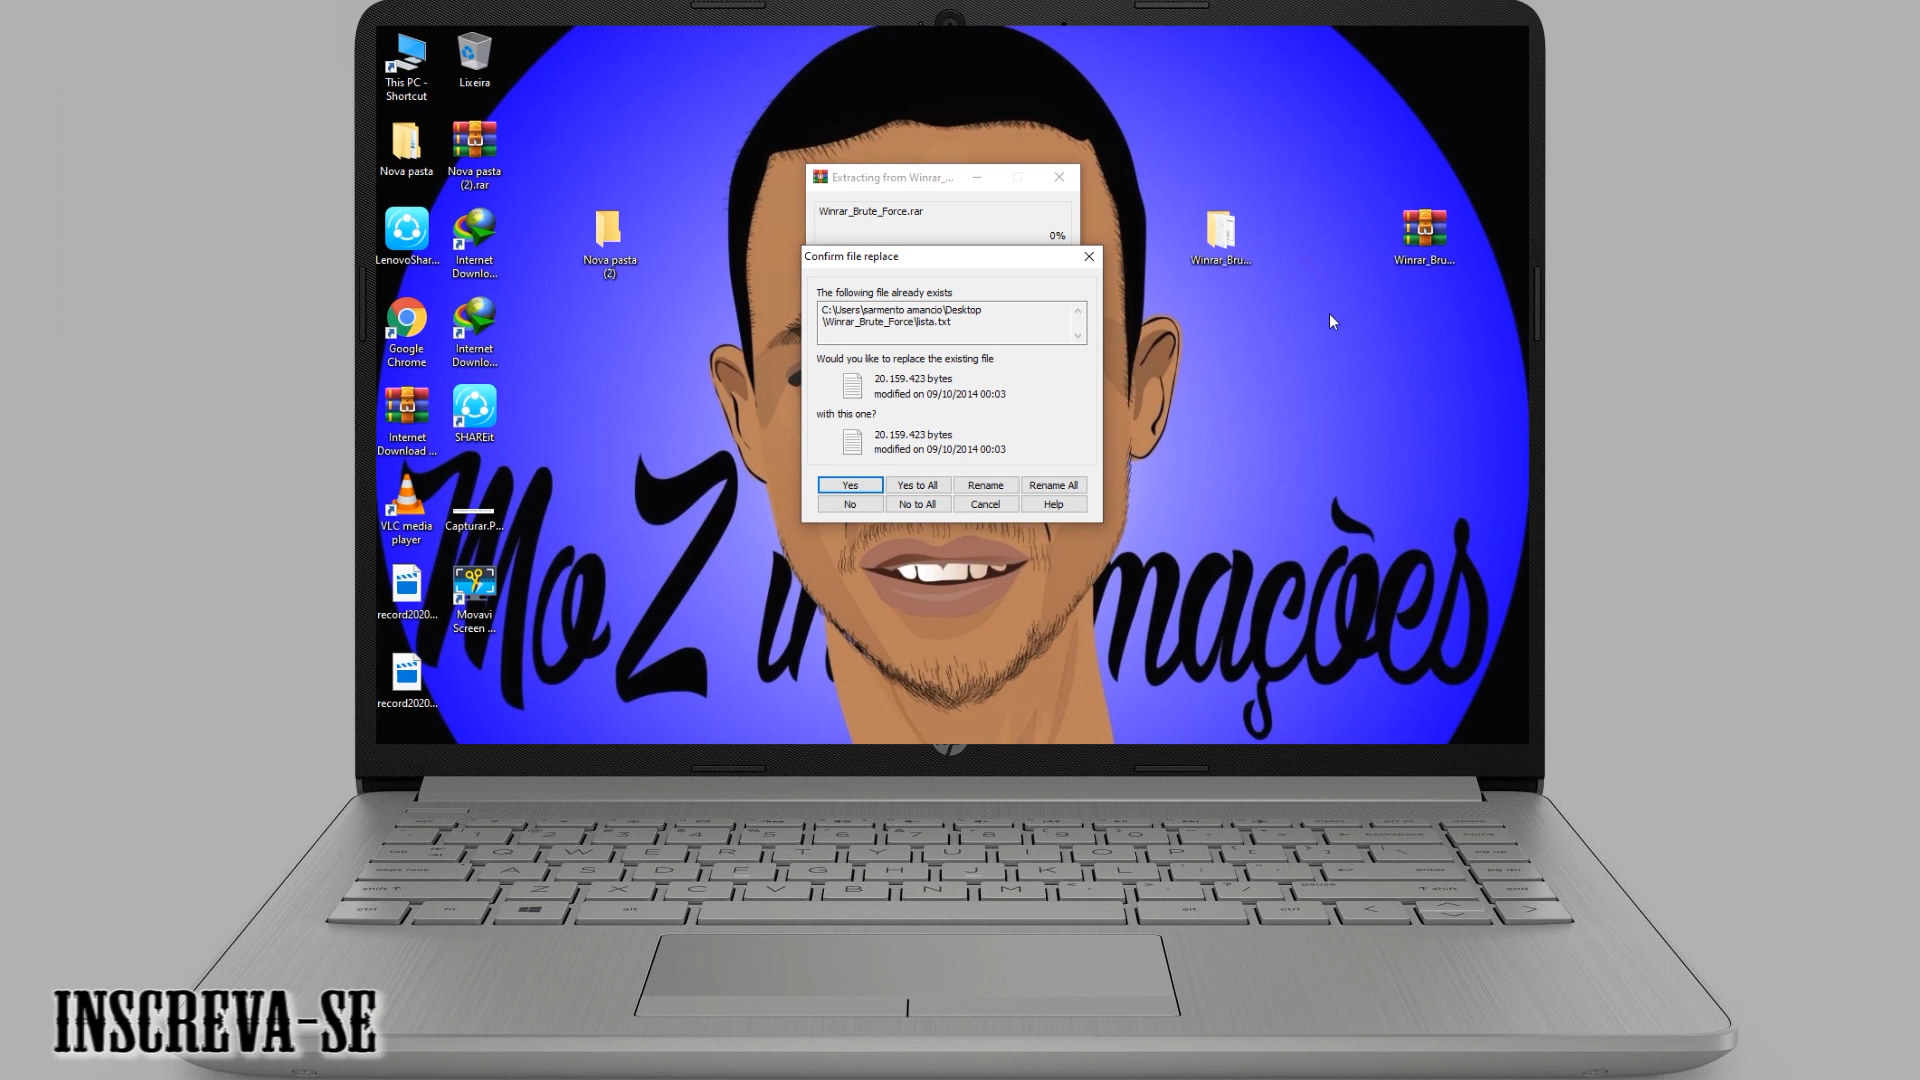 This PC -
Shortcut
Lixeira
Nova pasta
Nova pasta
(2).rar
LenovoShar...
Internet
Downlo...
Google
Chrome
Internet
Downlo...
Internet
Download ...
SHAREit
VLC media
player
Capturar.P...
record2020...
Movavi
Screen ...
record2020...
Nova pasta
(2)
Winrar_Bru...
Winrar_Bru...
Extracting from Winrar_...
Winrar_Brute_Force.rar
0%
Confirm file replace
The following file already exists
C:\Users\sarmento amancio\Desktop
\Winrar_Brute_Force\lista.txt
Would you like to replace the existing file
20.159.423 bytes
modified on 09/10/2014 00:03
with this one?
20.159.423 bytes
modified on 09/10/2014 00:03
Yes
Yes to All
Rename
Rename All
No
No to All
Cancel
Help
MoZ
maçòes
hp
Q W E R T Y U I O P
A S D F G H J K L
Z X C V B N M
INSCREVA-SE